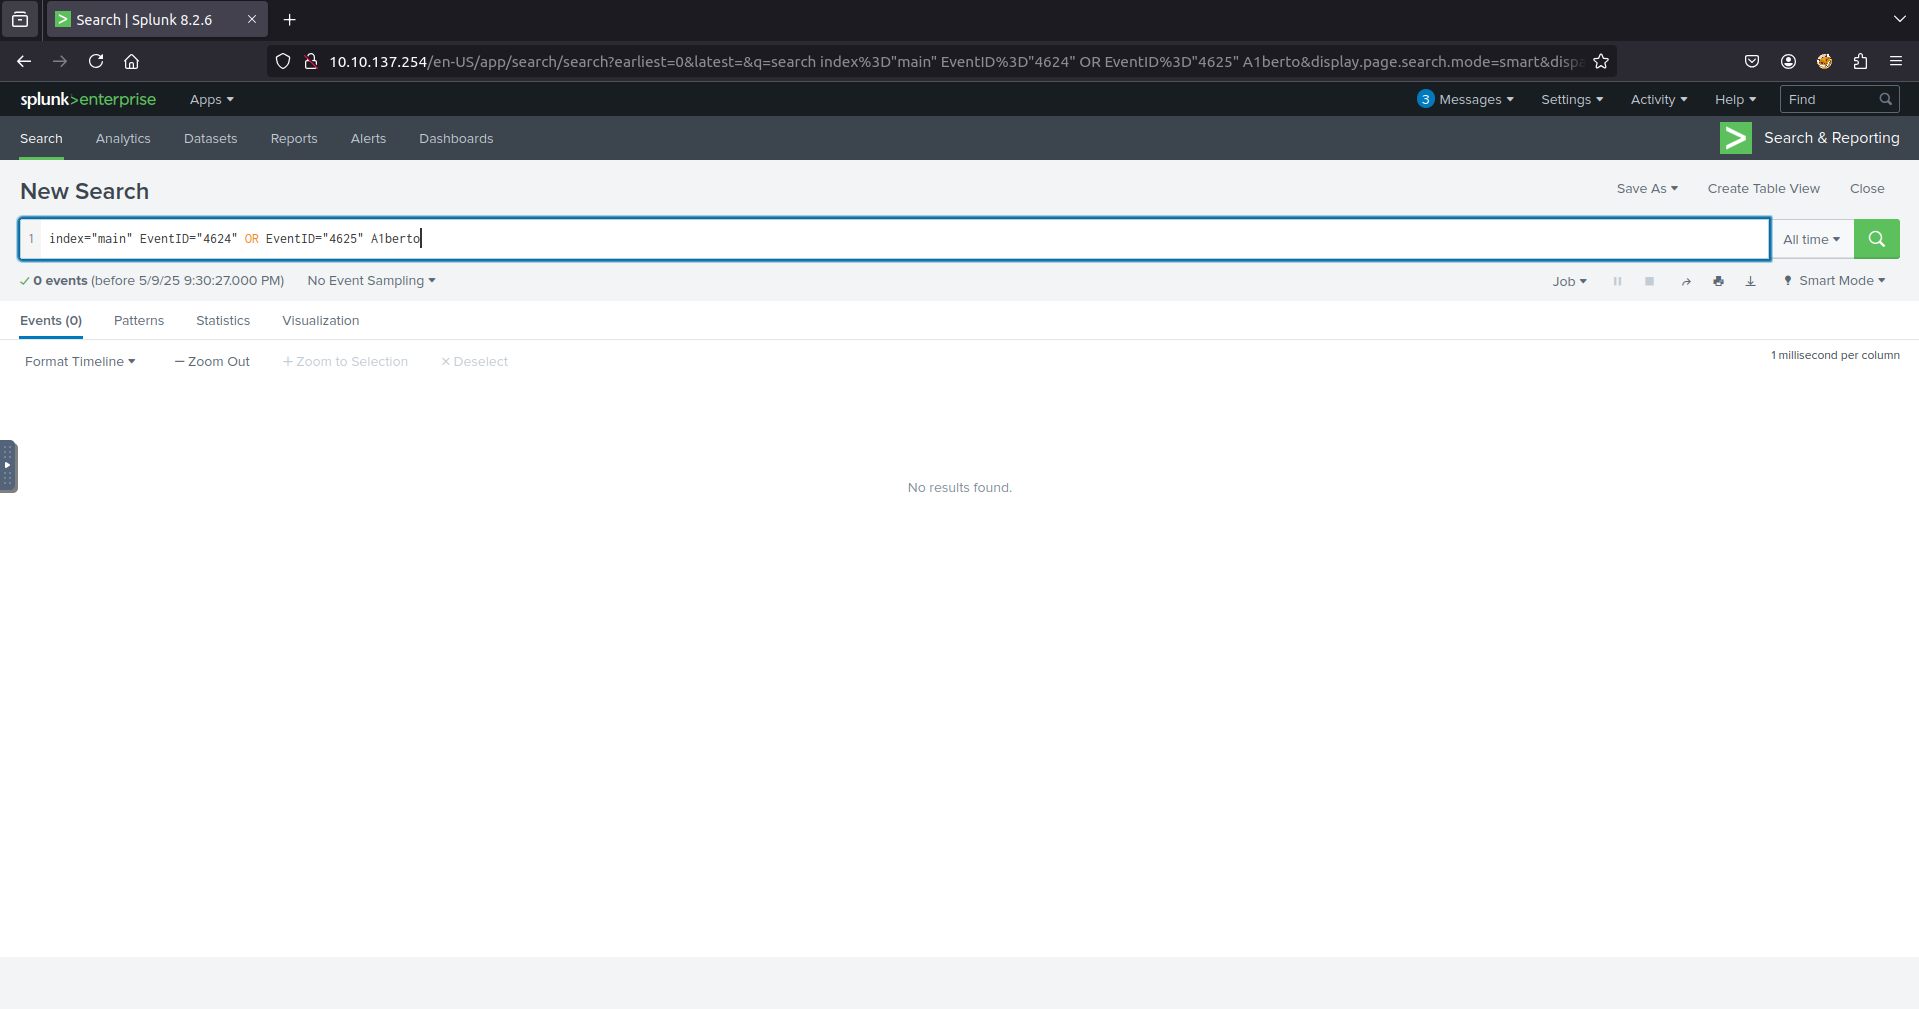 Search | Splunk 8.2.6
10.10.137.254/en-US/app/search/search?earliest=0&latest=&q=search index%3D"main" EventID%3D"4624" OR EventID%3D"4625" A1berto&display.page.search.mode=smart&dispa
splunk>enterprise Apps 3 Messages Settings Activity Help Find
Search Analytics Datasets Reports Alerts Dashboards Search & Reporting
New Search Save As Create Table View Close
1 index="main" EventID="4624" OR EventID="4625" A1berto All time
0 events (before 5/9/25 9:30:27.000 PM) No Event Sampling Job Smart Mode
Events (0) Patterns Statistics Visualization
Format Timeline Zoom Out Zoom to Selection Deselect 1 millisecond per column
No results found.